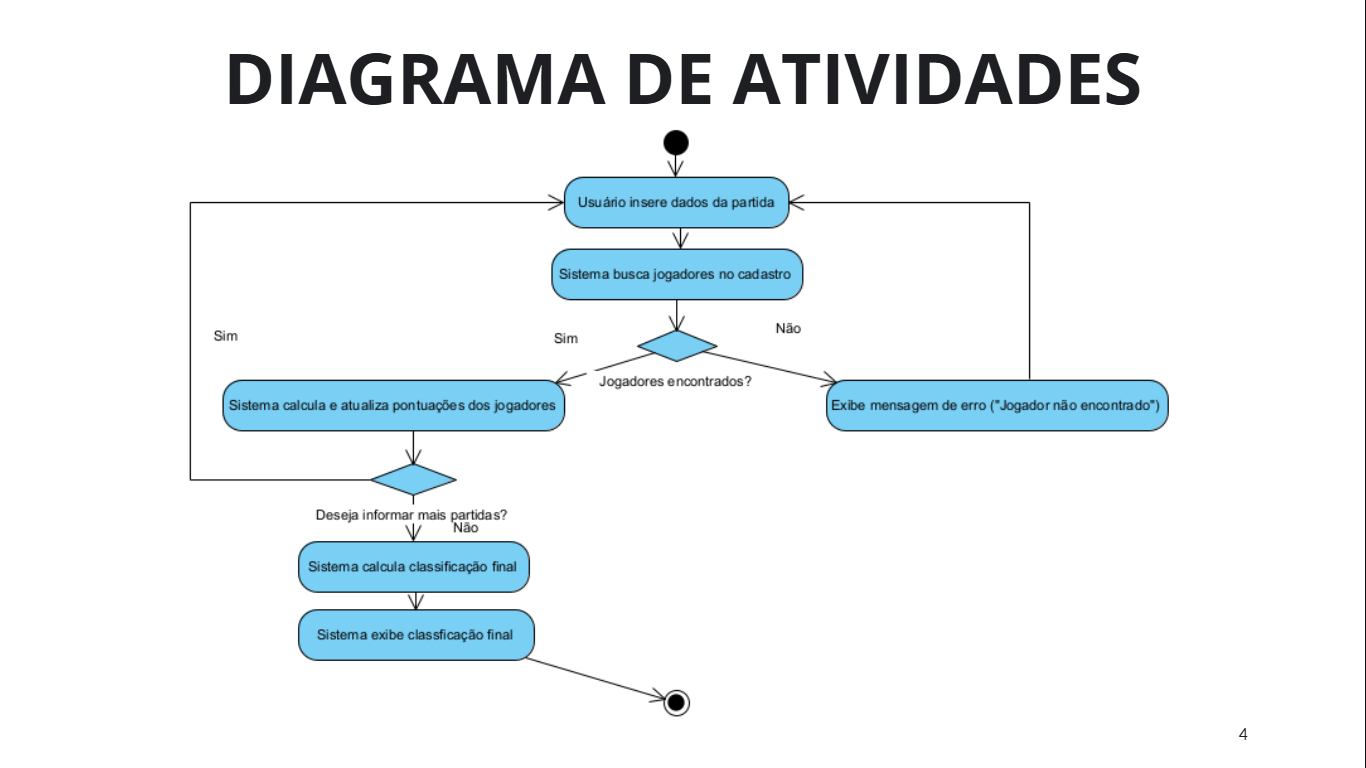 DIAGRAMA DE ATIVIDADES
Usuário insere dados da partida
Sistema busca jogadores no cadastro
Sim
Sim
Não
Jogadores encontrados?
Sistema calcula e atualiza pontuações dos jogadores
Exibe mensagem de erro ("Jogador não encontrado")
Deseja informar mais partidas?
Não
Sistema calcula classificação final
Sistema exibe classficação final
4